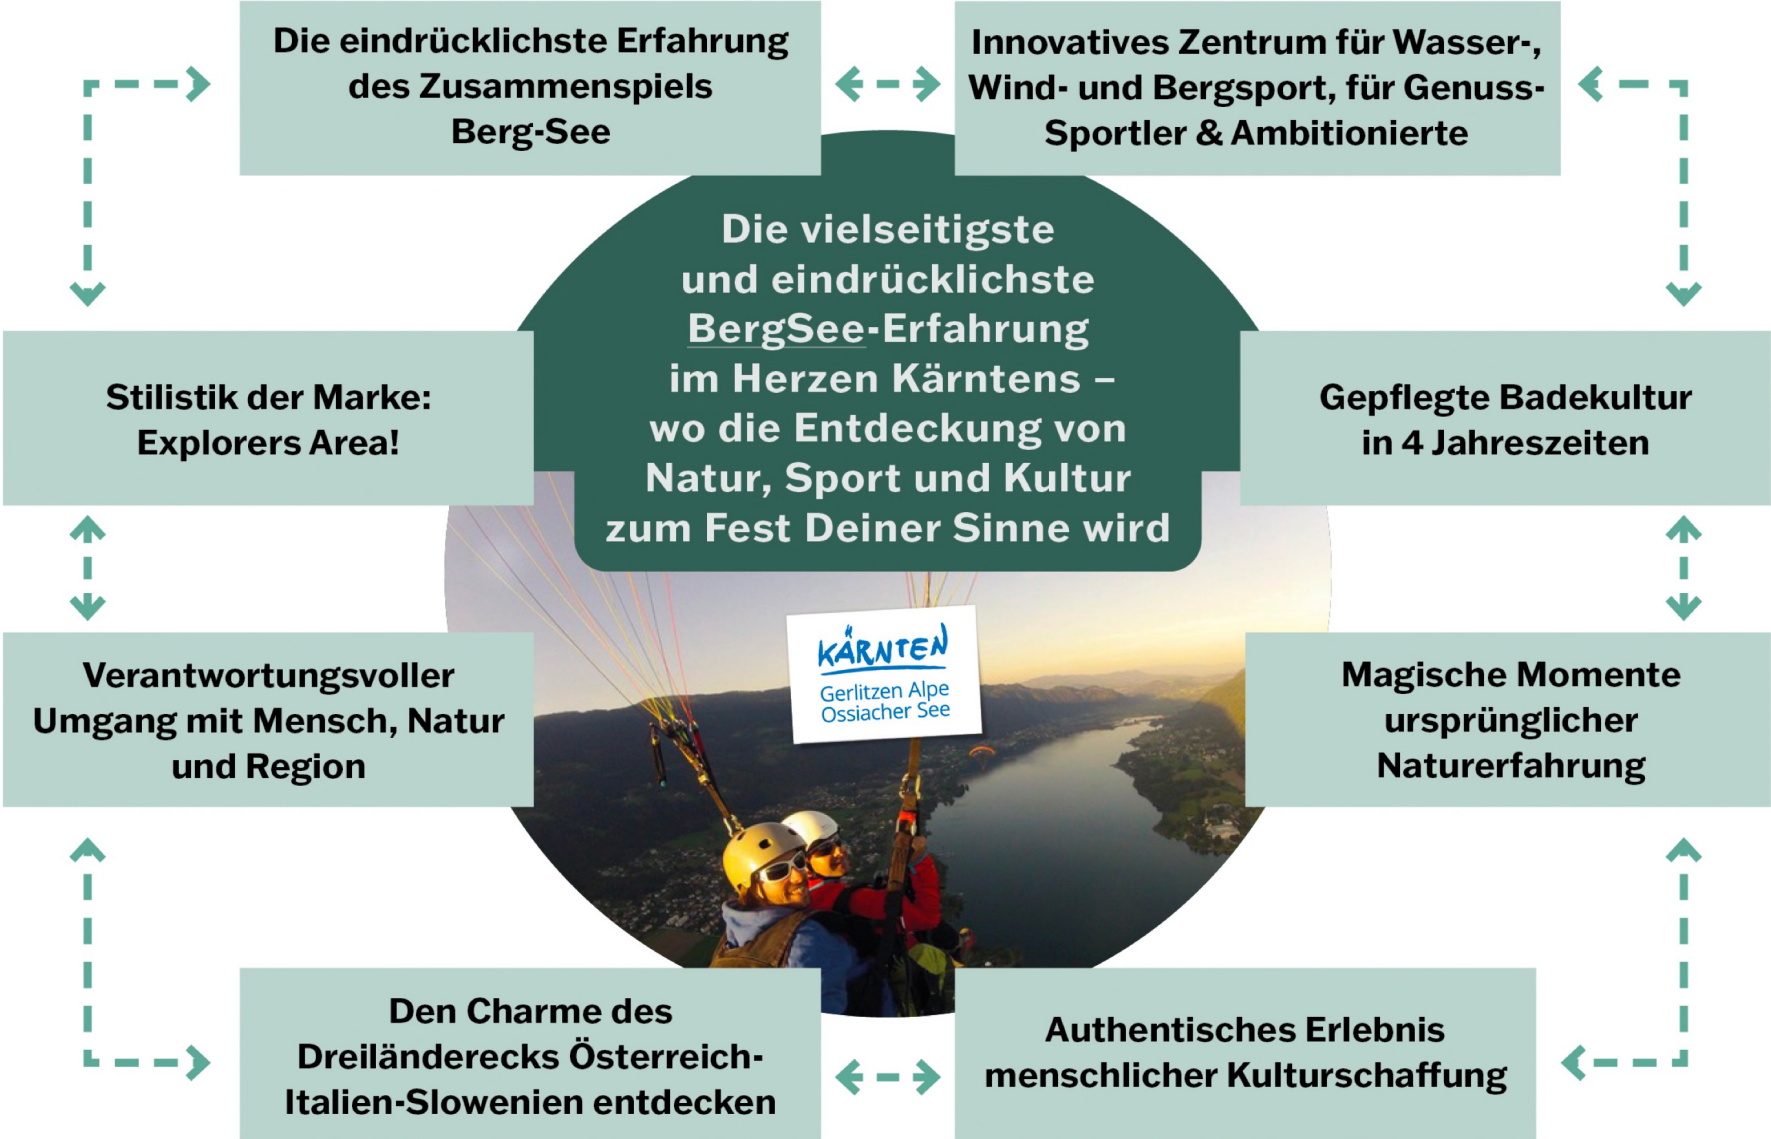 Die eindrücklichste Erfahrung
des Zusammenspiels
Berg-See
Innovatives Zentrum für Wasser-,
Wind- und Bergsport, für Genuss-
Sportler & Ambitionierte
Die vielseitigste
und eindrücklichste
BergSee-Erfahrung
im Herzen Kärntens –
wo die Entdeckung von
Natur, Sport und Kultur
zum Fest Deiner Sinne wird
Stilistik der Marke:
Explorers Area!
Gepflegte Badekultur
in 4 Jahreszeiten
KÄRNTEN
Gerlitzen Alpe
Ossiacher See
Verantwortungsvoller
Umgang mit Mensch, Natur
und Region
Magische Momente
ursprünglicher
Naturerfahrung
Den Charme des
Dreiländerecks Österreich-
Italien-Slowenien entdecken
Authentisches Erlebnis
menschlicher Kulturschaffung